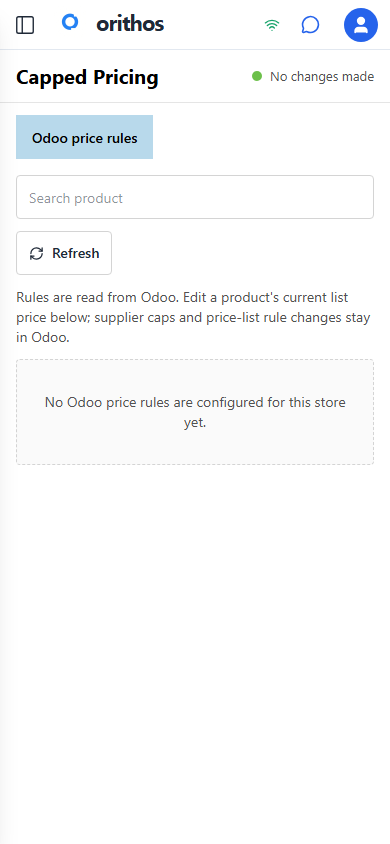 orithos
Capped Pricing
No changes made
Odoo price rules
Search product
Refresh
Rules are read from Odoo. Edit a product's current list
price below; supplier caps and price-list rule changes stay
in Odoo.
No Odoo price rules are configured for this store
yet.